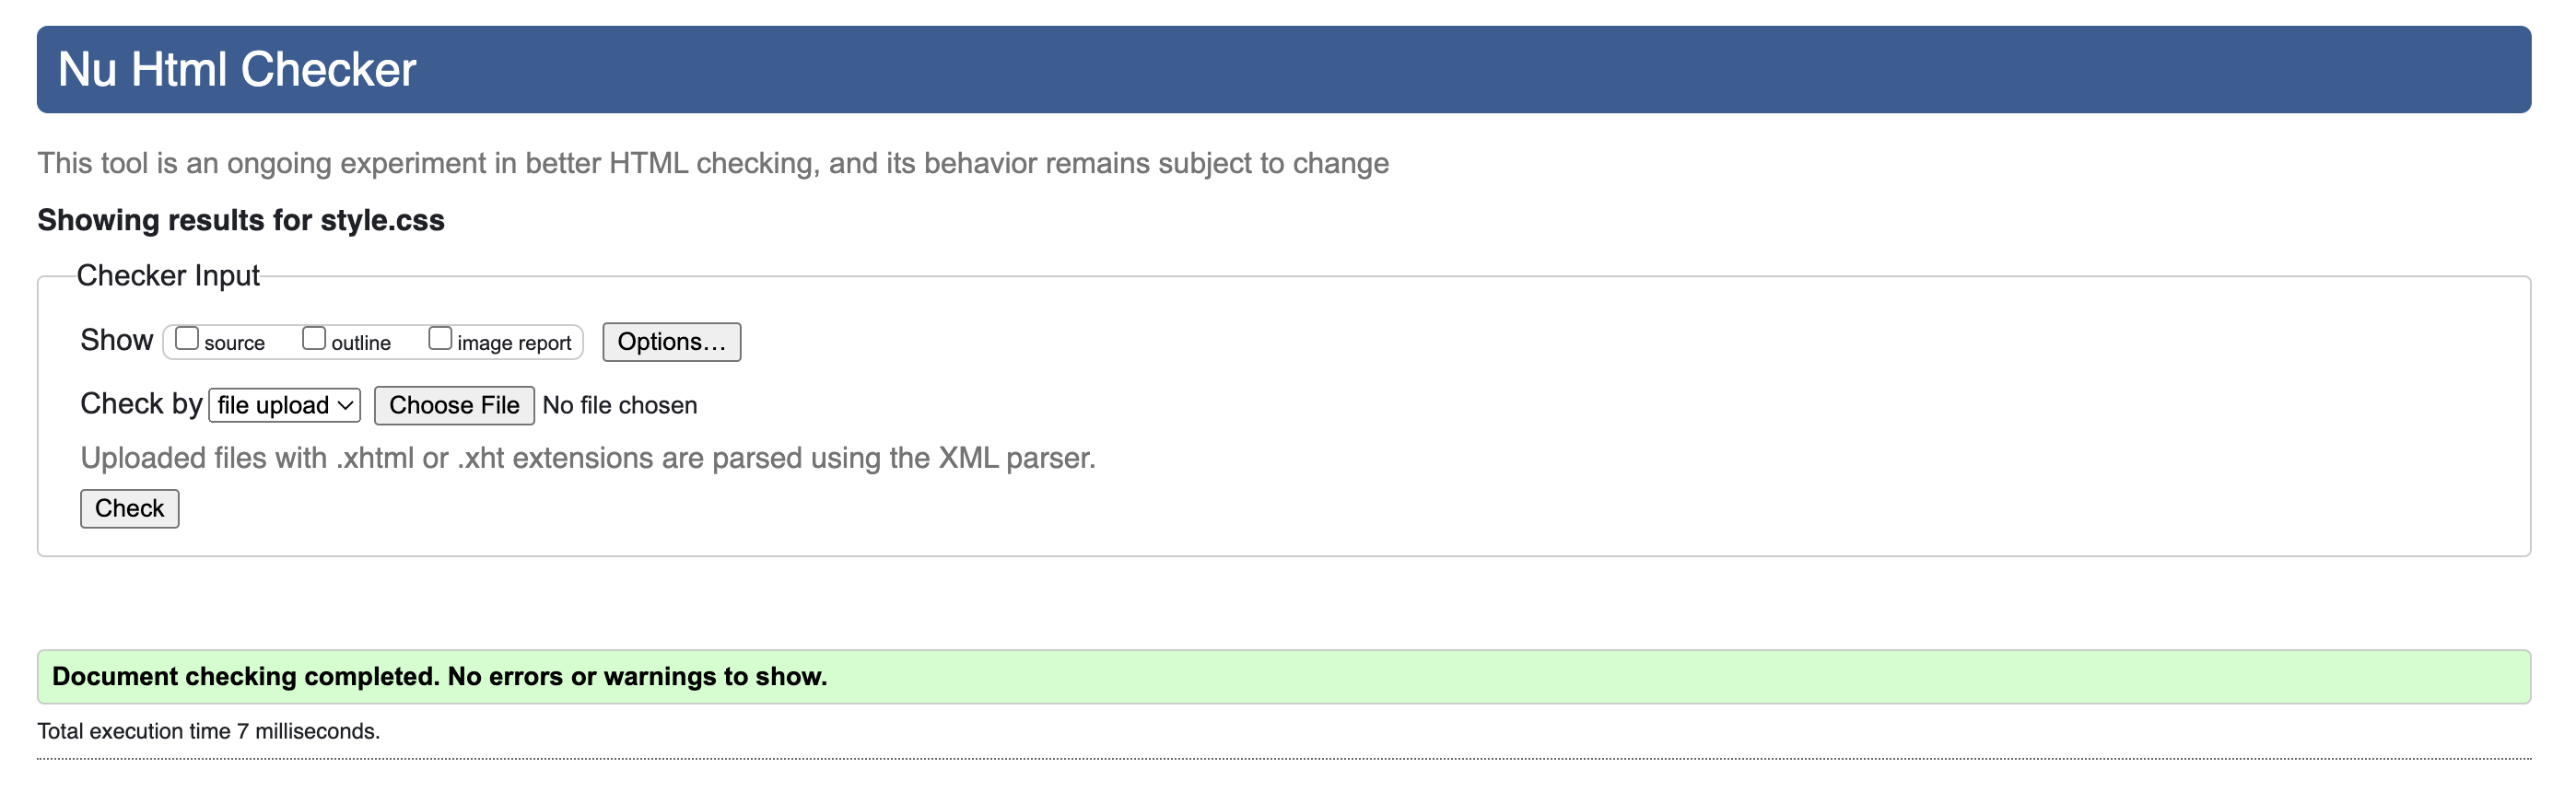 Nu Html Checker
This tool is an ongoing experiment in better HTML checking, and its behavior remains subject to change
Showing results for style.css
Checker Input
Show source outline image report Options...
Check by file upload Choose File No file chosen
Uploaded files with .xhtml or .xht extensions are parsed using the XML parser.
Check
Document checking completed. No errors or warnings to show.
Total execution time 7 milliseconds.